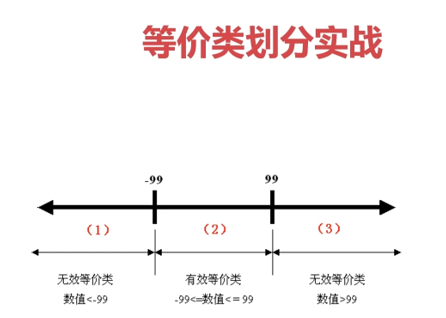 等价类划分实战
-99 99
（1） （2） （3）
无效等价类 有效等价类 无效等价类
数值<-99 -99<=数值<=99 数值>99